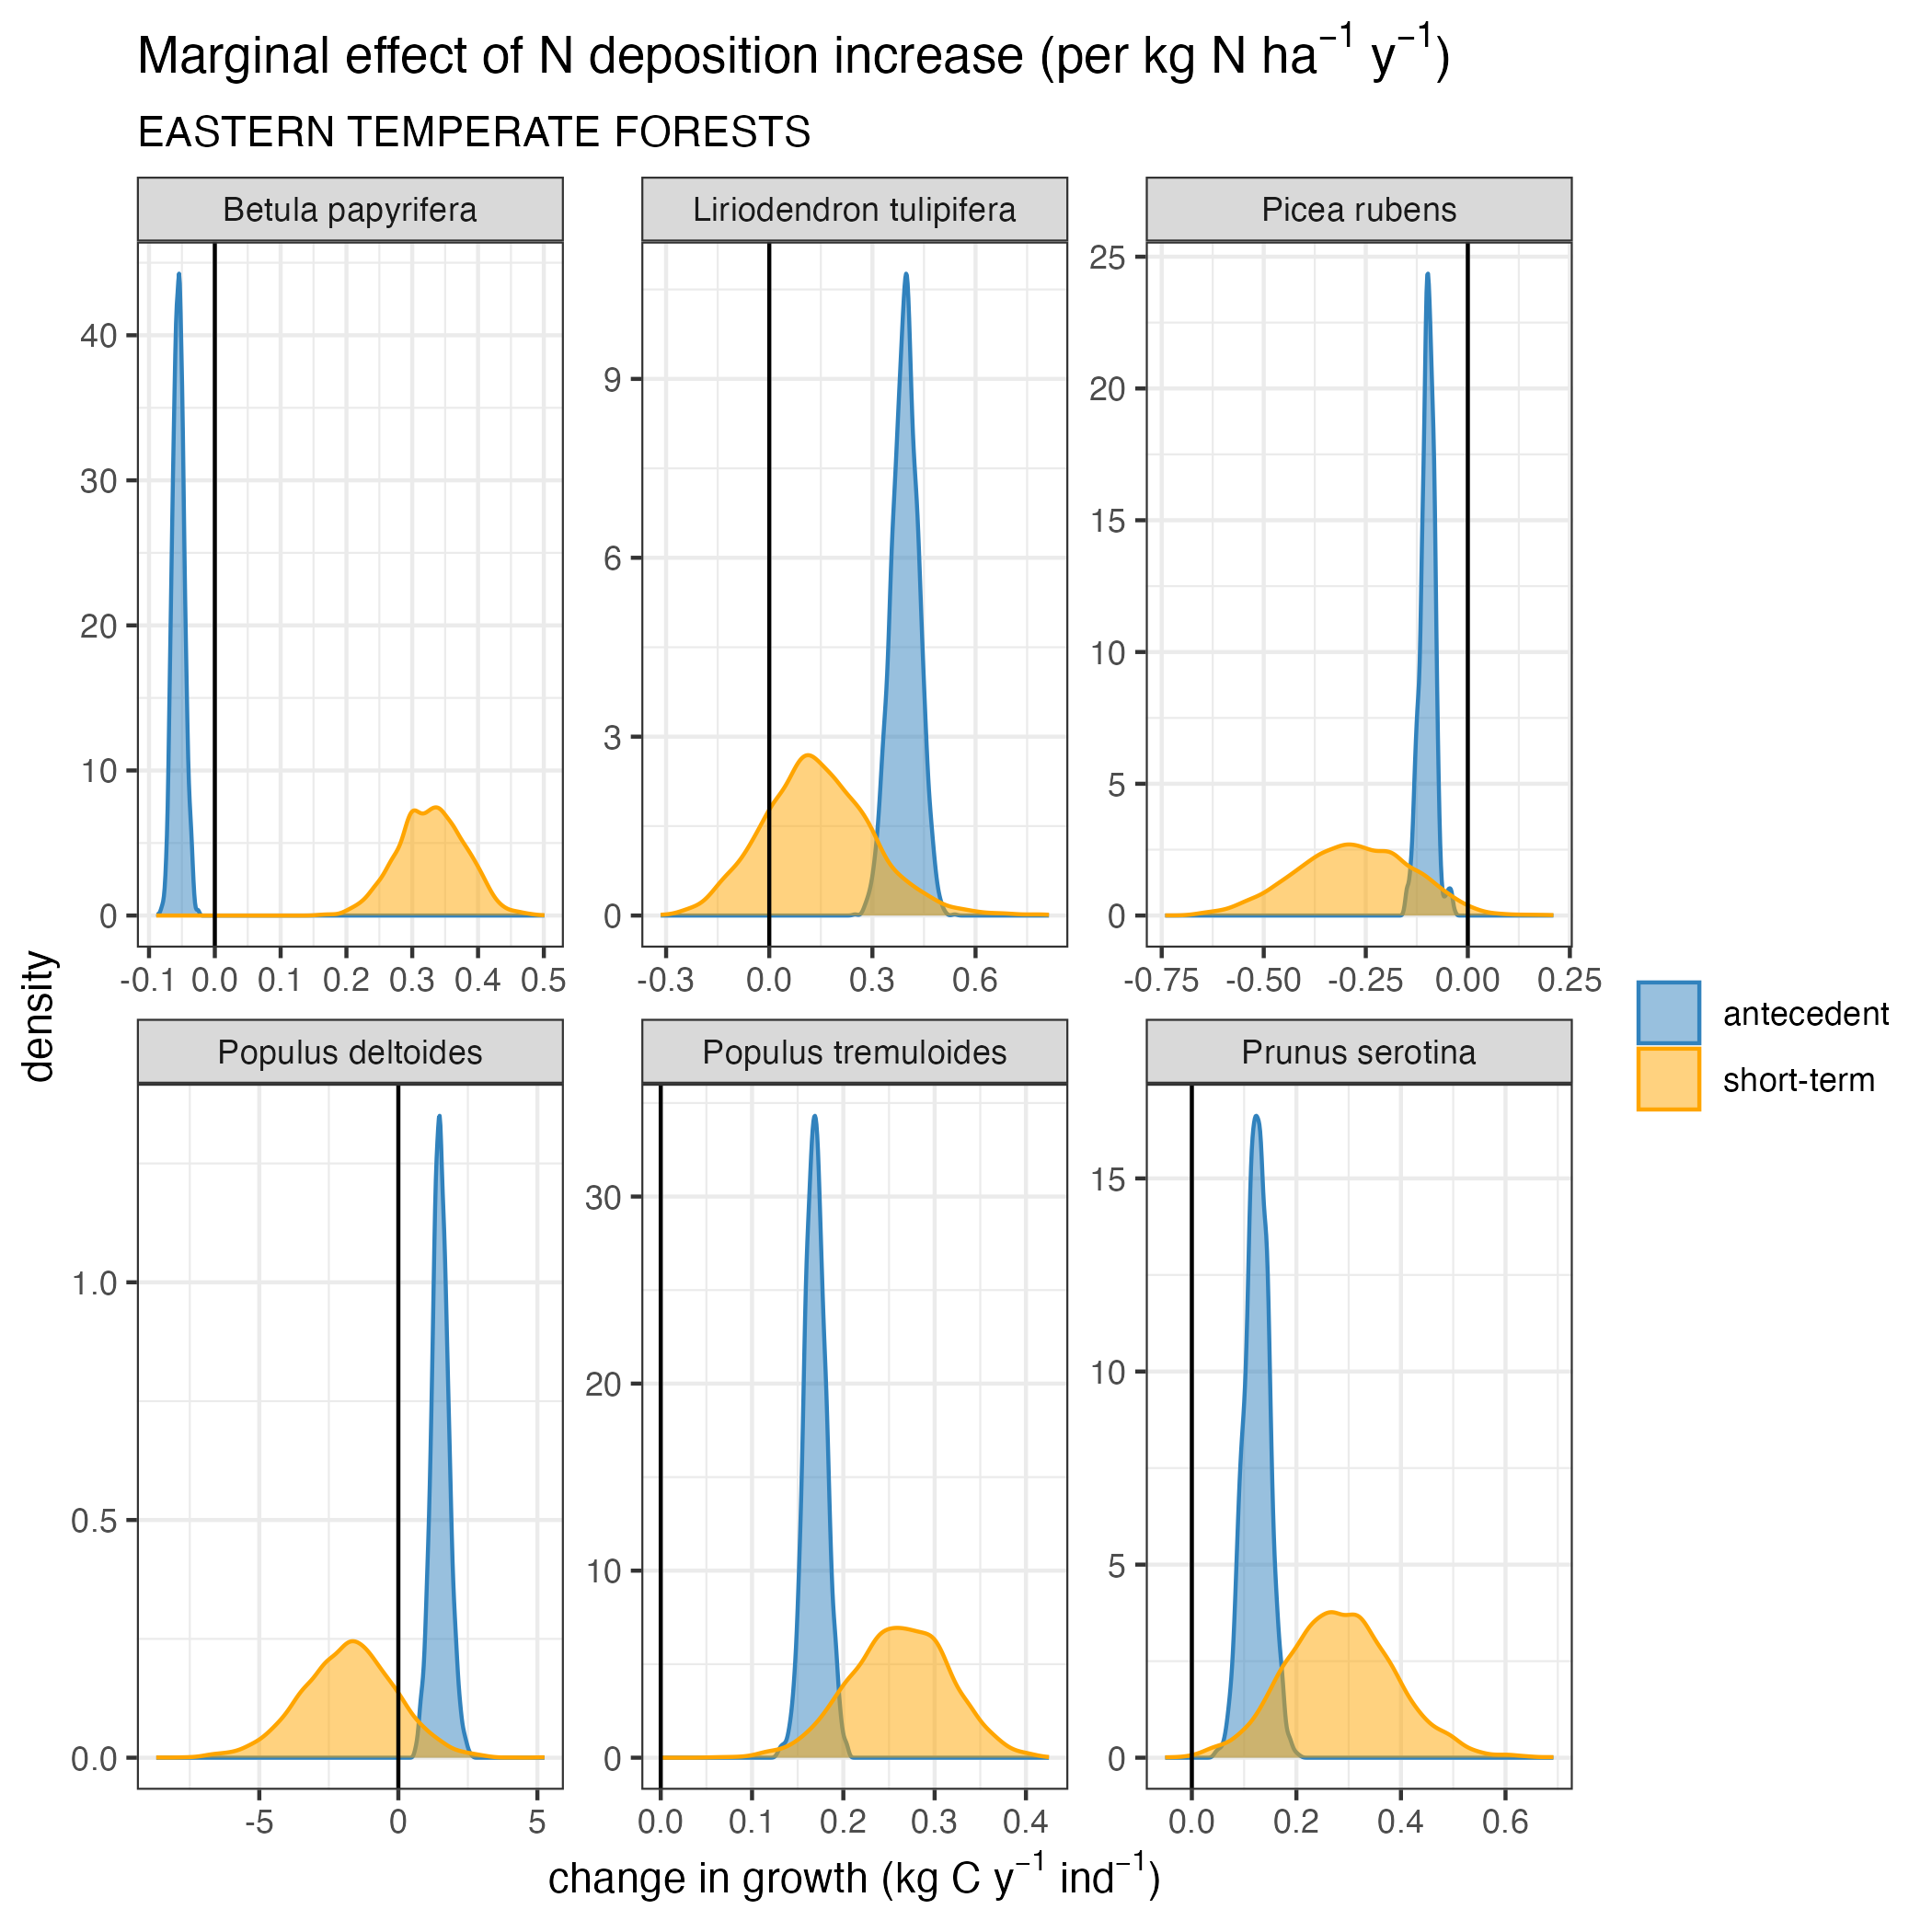 Marginal effect of N deposition increase (per kg N ha⁻¹ y⁻¹)
EASTERN TEMPERATE FORESTS
Betula papyrifera
Liriodendron tulipifera
Picea rubens
40
30
20
10
0
-0.1 0.0 0.1 0.2 0.3 0.4 0.5
9
6
3
0
-0.3 0.0 0.3 0.6
25
20
15
10
5
0
-0.75 -0.50 -0.25 0.00 0.25
density
antecedent
short-term
Populus deltoides
Populus tremuloides
Prunus serotina
1.0
0.5
0.0
-5 0 5
30
20
10
0
0.0 0.1 0.2 0.3 0.4
15
10
5
0
0.0 0.2 0.4 0.6
change in growth (kg C y⁻¹ ind⁻¹)